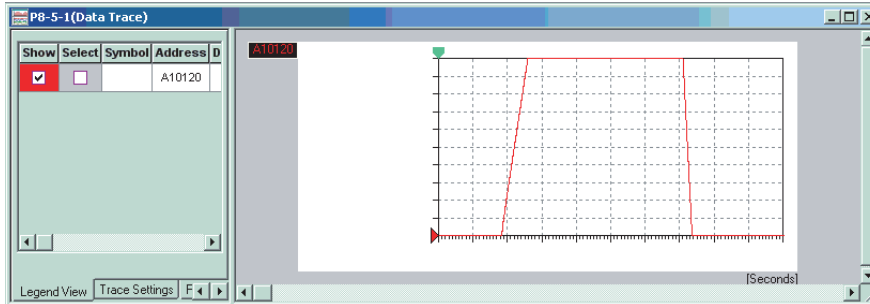 P8-5-1(Data Trace)
Show Select Symbol Address D
A10120
A10120
[Seconds]
Legend View Trace Settings F